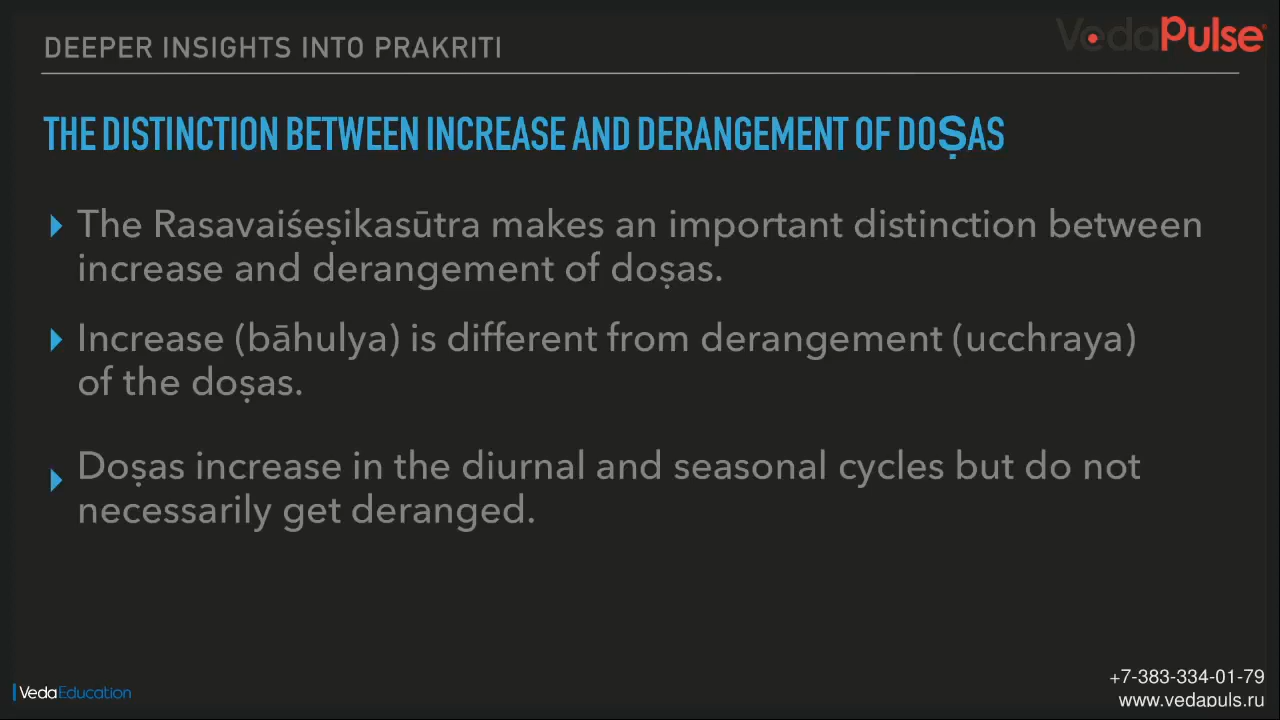 DEEPER INSIGHTS INTO PRAKRITI
VedaPulse®
THE DISTINCTION BETWEEN INCREASE AND DERANGEMENT OF DOṢAS
The Rasavaiśeṣikasūtra makes an important distinction between
increase and derangement of doṣas.
Increase (bāhulya) is different from derangement (ucchraya)
of the doṣas.
Doṣas increase in the diurnal and seasonal cycles but do not
necessarily get deranged.
VedaEducation
+7-383-334-01-79
www.vedapuls.ru